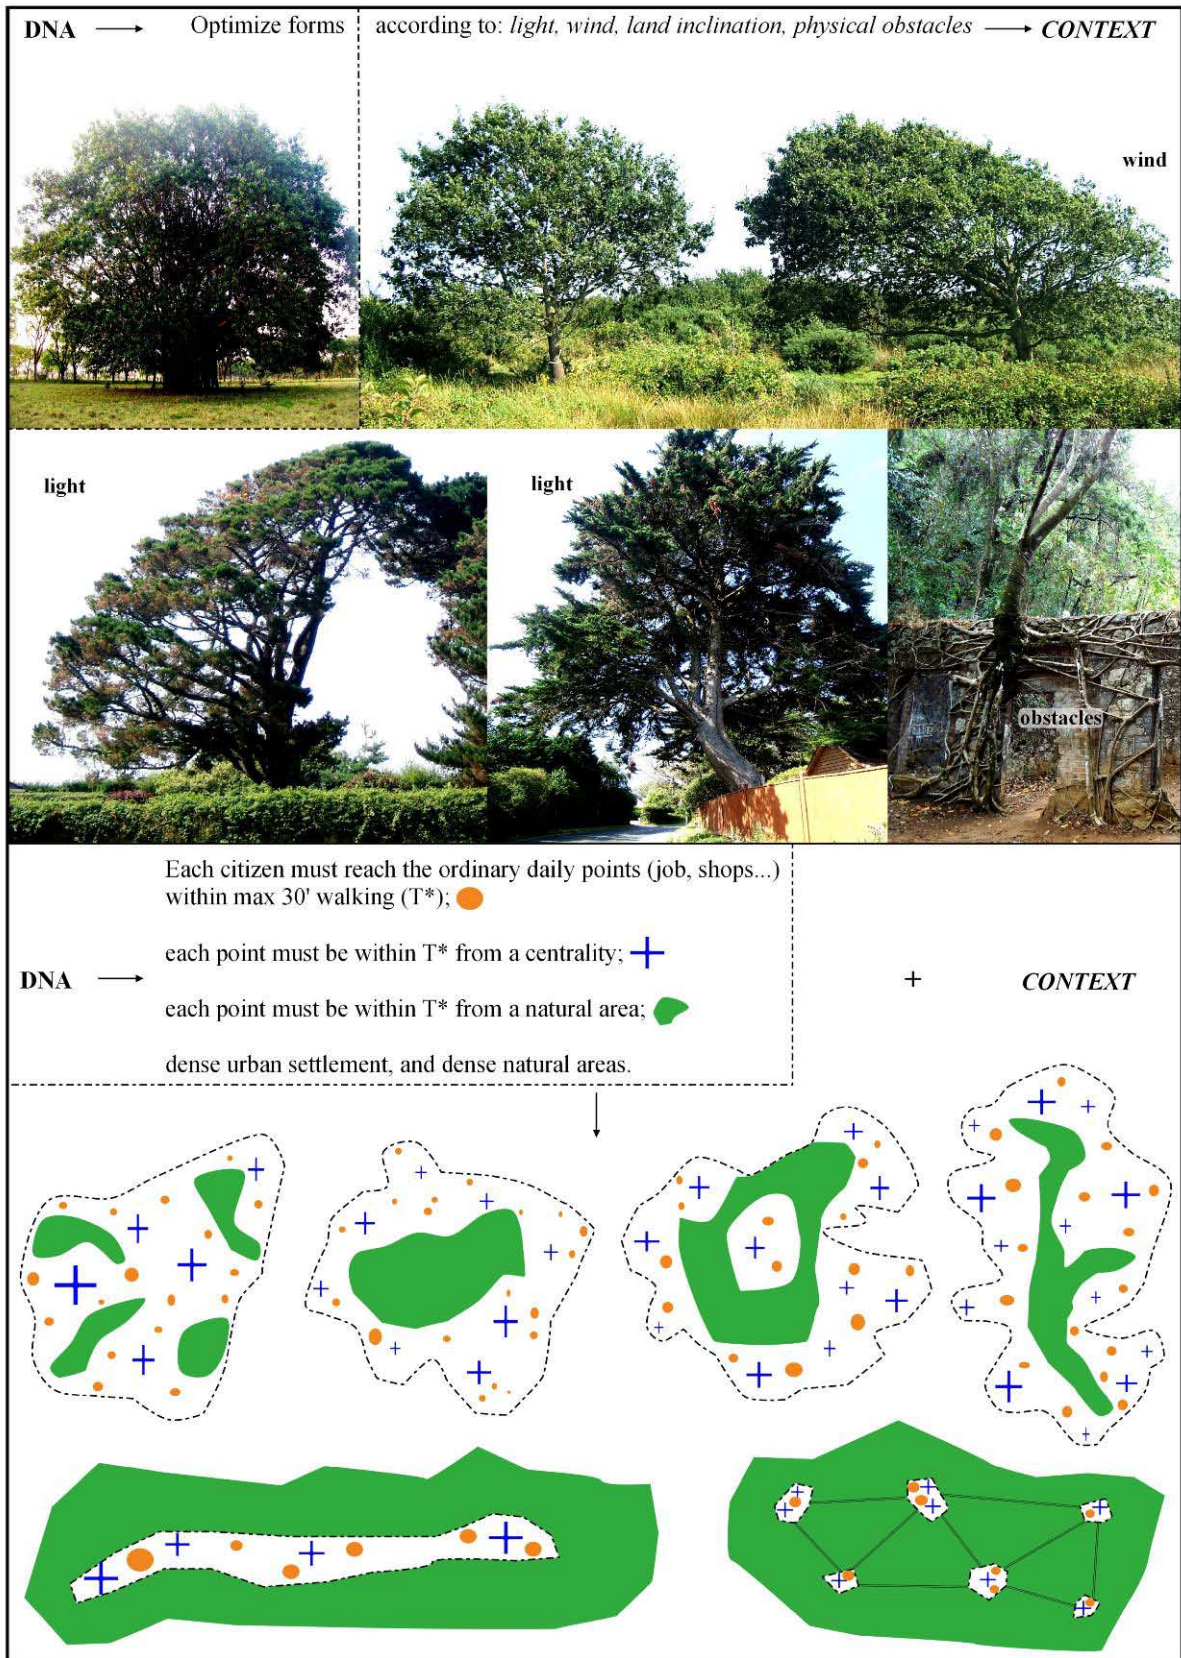 DNA → Optimize forms
according to: light, wind, land inclination, physical obstacles → CONTEXT
wind
light
light
obstacles
Each citizen must reach the ordinary daily points (job, shops...)
within max 30' walking (T*);
each point must be within T* from a centrality;
DNA → + CONTEXT
each point must be within T* from a natural area;
dense urban settlement, and dense natural areas.